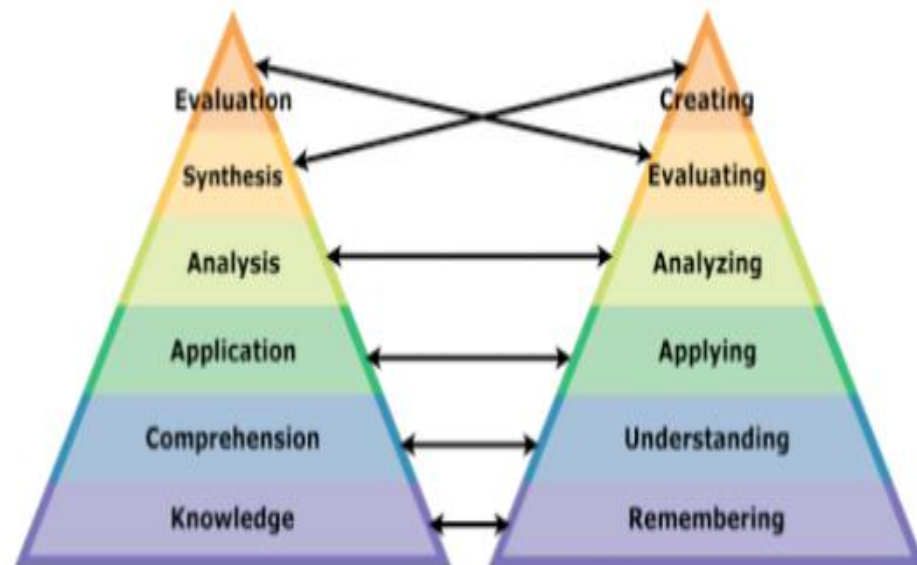 Evaluation
Synthesis
Analysis
Application
Comprehension
Knowledge
Creating
Evaluating
Analyzing
Applying
Understanding
Remembering